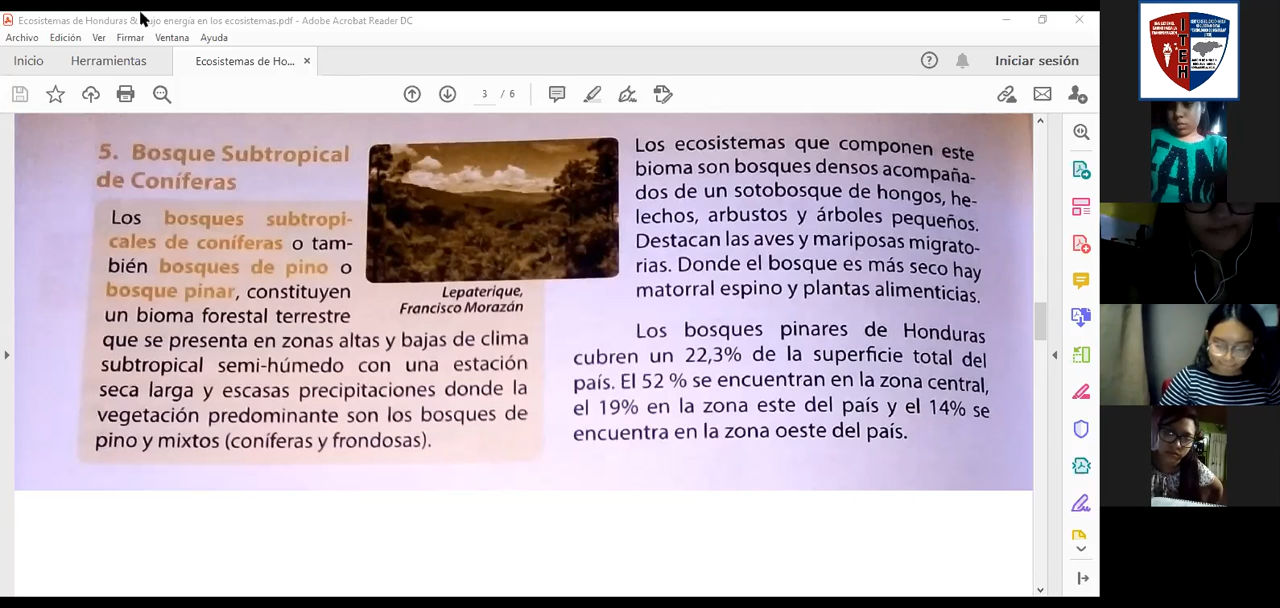 Ecosistemas de Honduras & jo energía en los ecosistemas.pdf - Adobe Acrobat Reader DC
Archivo Edición Ver Firmar Ventana Ayuda
Inicio Herramientas Ecosistemas de Ho... Iniciar sesión
3 / 6
5. Bosque Subtropical
de Coníferas
Los bosques subtropi-
cales de coníferas o tam-
bién bosques de pino o
bosque pinar, constituyen
un bioma forestal terrestre
que se presenta en zonas altas y bajas de clima
subtropical semi-húmedo con una estación
seca larga y escasas precipitaciones donde la
vegetación predominante son los bosques de
pino y mixtos (coníferas y frondosas).
Lepaterique,
Francisco Morazán
Los ecosistemas que componen este
bioma son bosques densos acompaña-
dos de un sotobosque de hongos, he-
lechos, arbustos y árboles pequeños.
Destacan las aves y mariposas migrato-
rias. Donde el bosque es más seco hay
matorral espino y plantas alimenticias.
Los bosques pinares de Honduras
cubren un 22,3% de la superficie total del
país. El 52 % se encuentran en la zona central,
el 19% en la zona este del país y el 14% se
encuentra en la zona oeste del país.
ITEH